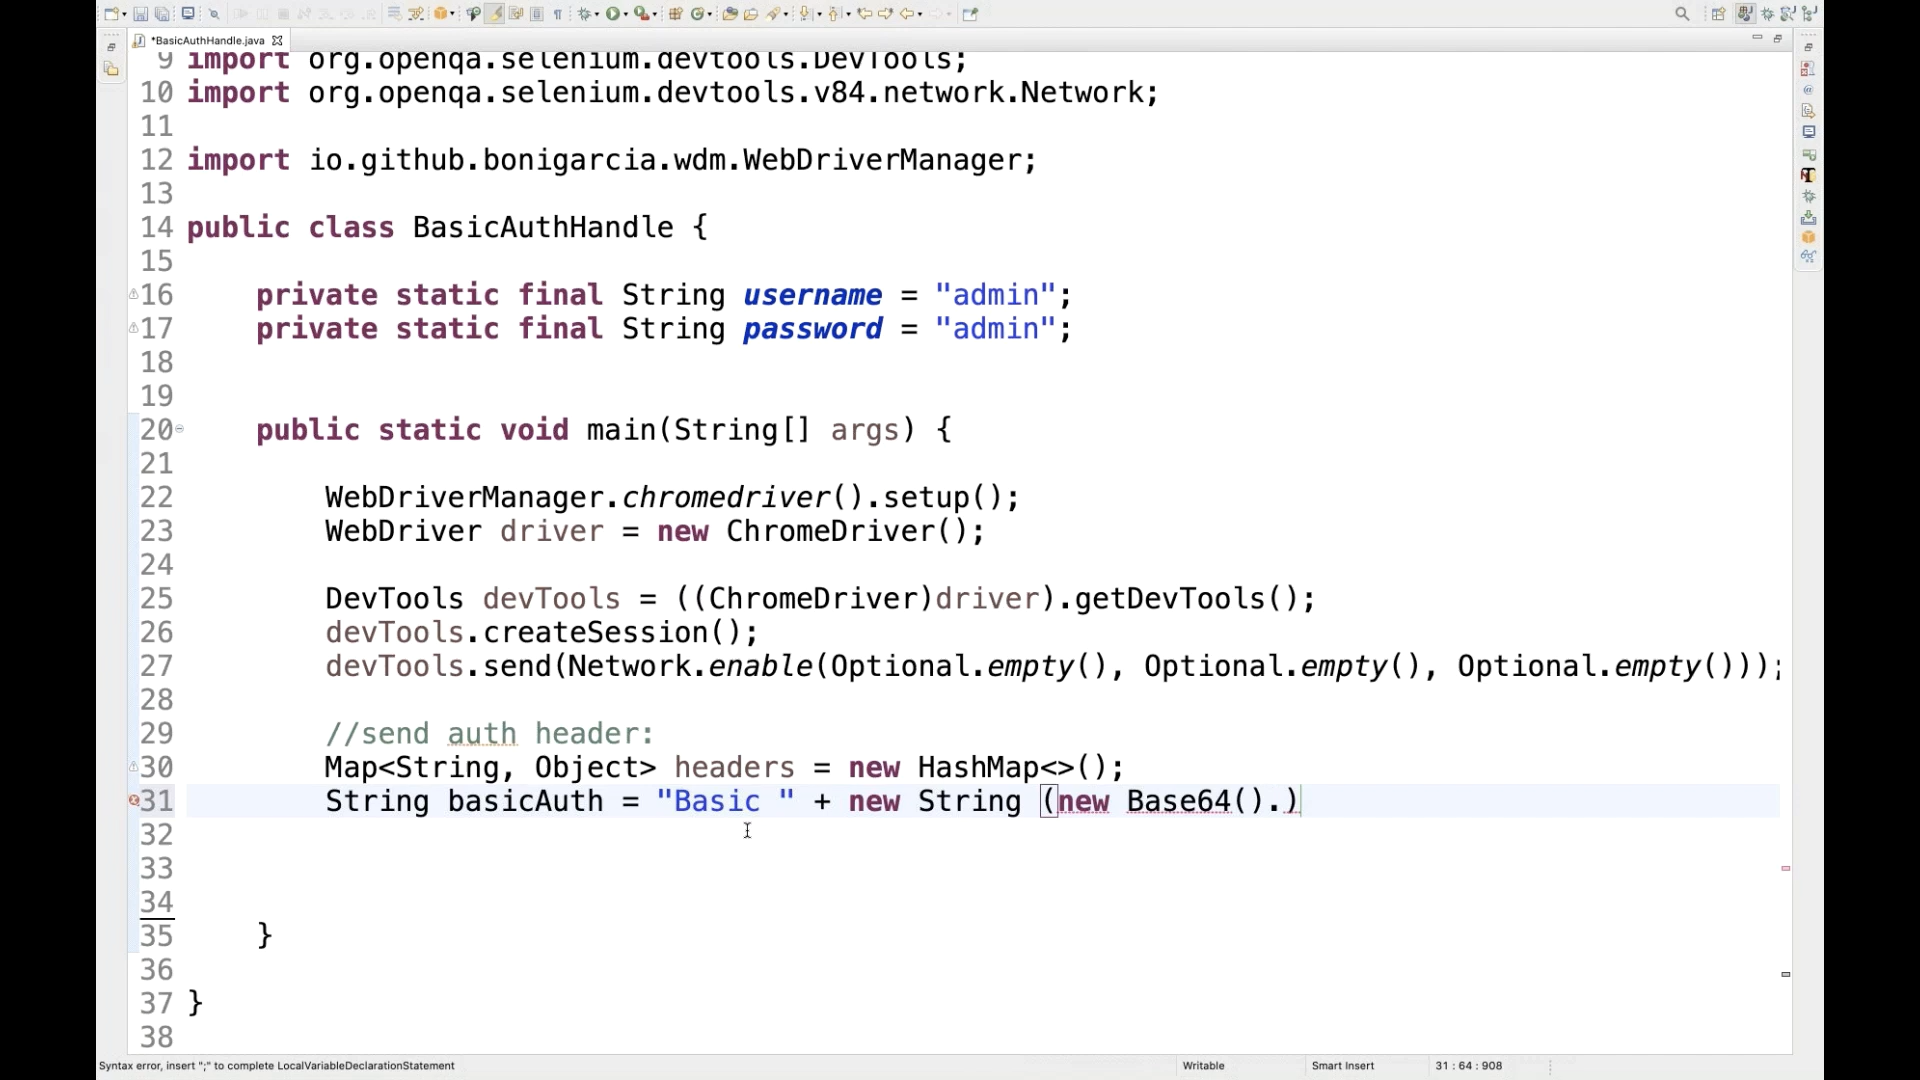 *BasicAuthHandle.java
9 import org.openqa.selenium.devtools.DevTools;
10 import org.openqa.selenium.devtools.v84.network.Network;
11
12 import io.github.bonigarcia.wdm.WebDriverManager;
13
14 public class BasicAuthHandle {
15
16 private static final String username = "admin";
17 private static final String password = "admin";
18
19
20 public static void main(String[] args) {
21
22 WebDriverManager.chromedriver().setup();
23 WebDriver driver = new ChromeDriver();
24
25 DevTools devTools = ((ChromeDriver)driver).getDevTools();
26 devTools.createSession();
27 devTools.send(Network.enable(Optional.empty(), Optional.empty(), Optional.empty()));
28
29 //send auth header:
30 Map<String, Object> headers = new HashMap<>();
31 String basicAuth = "Basic " + new String (new Base64().)
32
33
34
35 }
36
37 }
38
Syntax error, insert ";" to complete LocalVariableDeclarationStatement Writable Smart Insert 31 : 64 : 908